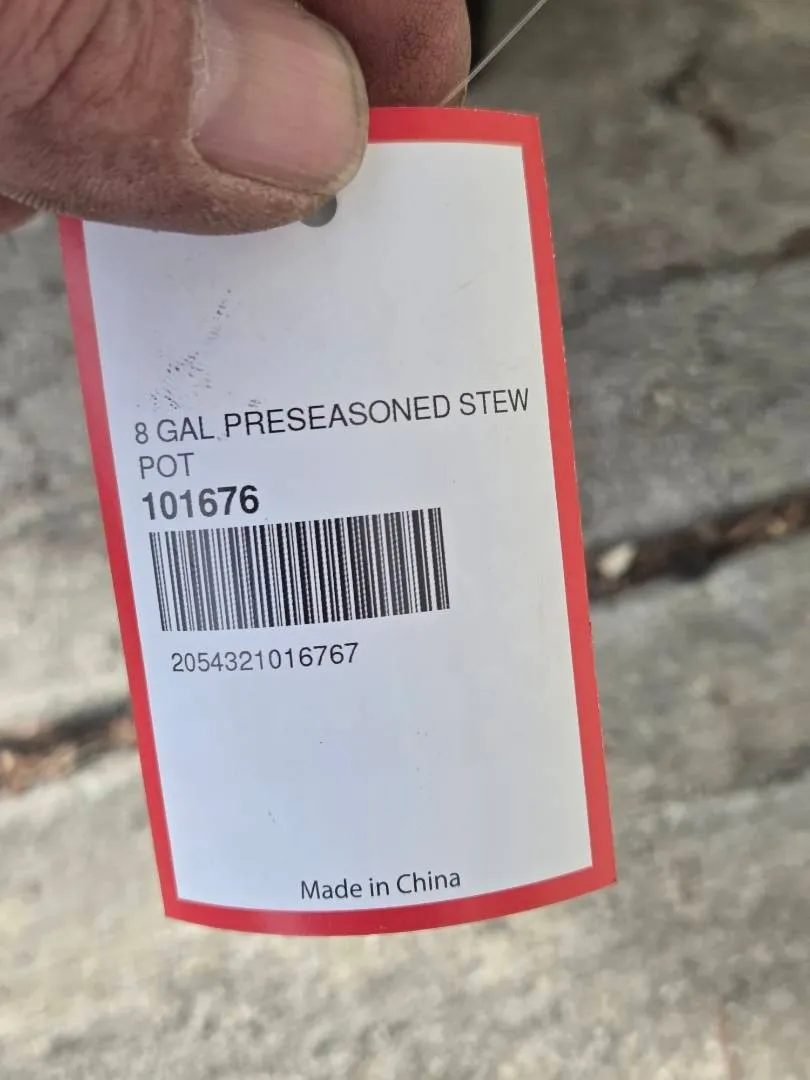 8 GAL PRESEASONED STEW
POT
101676
2054321016767
Made in China